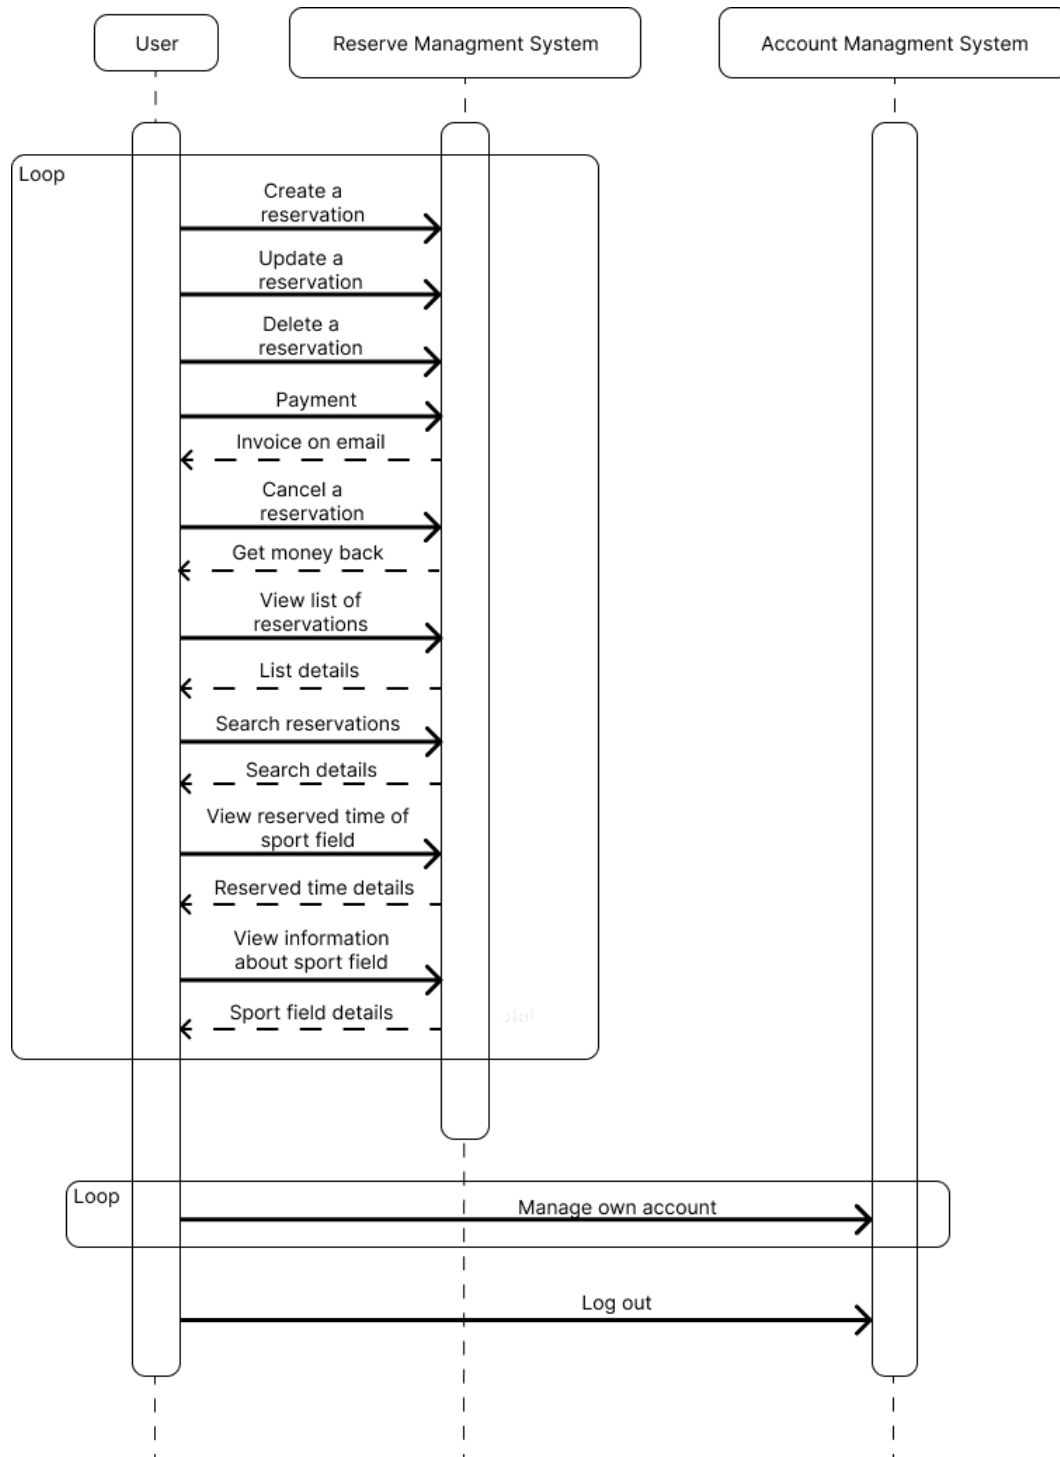 User
Reserve Managment System
Account Managment System
Loop
Create a
reservation
Update a
reservation
Delete a
reservation
Payment
Invoice on email
Cancel a
reservation
Get money back
View list of
reservations
List details
Search reservations
Search details
View reserved time of
sport field
Reserved time details
View information
about sport field
Sport field details
Loop
Manage own account
Log out